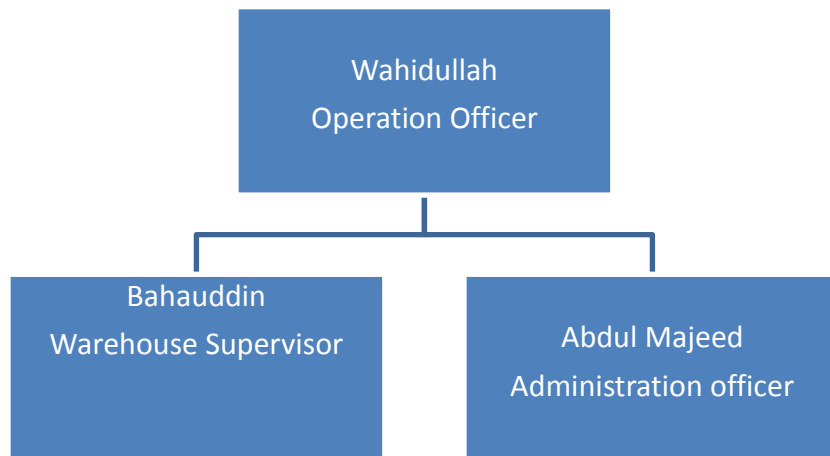 Wahidullah
Operation Officer
Bahauddin
Warehouse Supervisor
Abdul Majeed
Administration officer